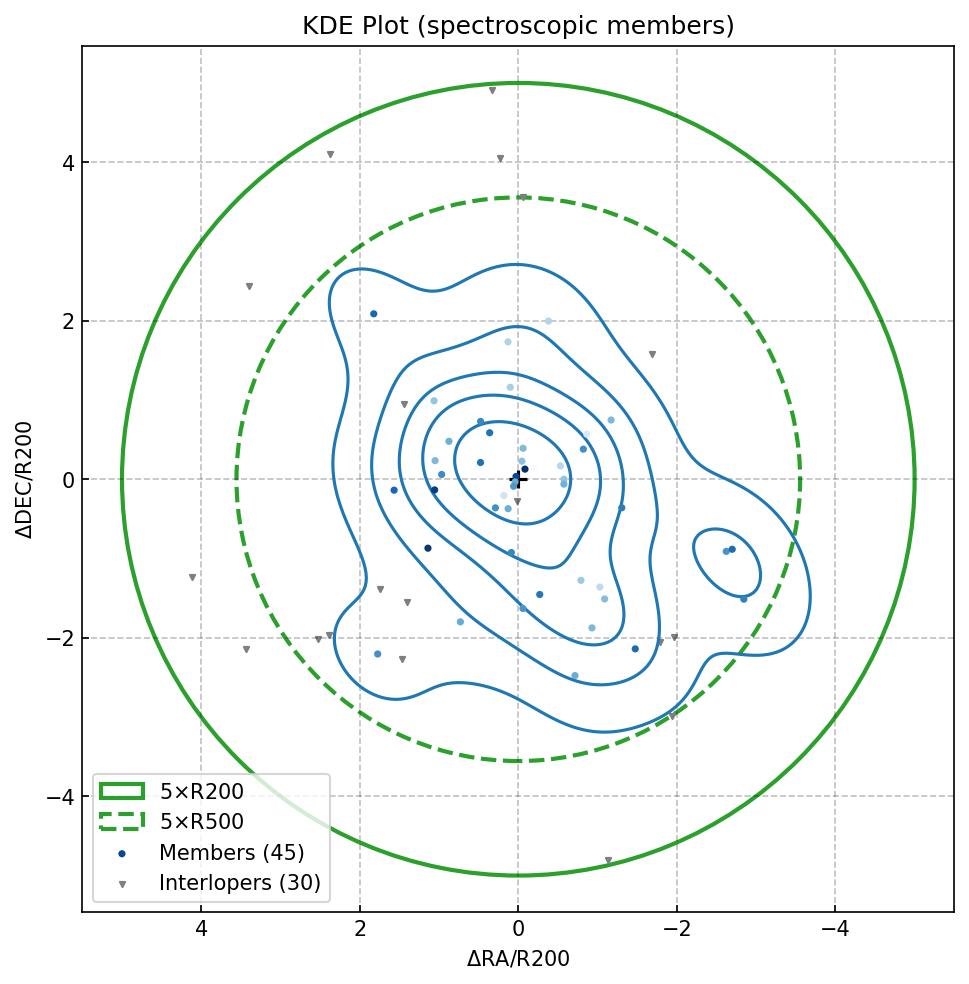 KDE Plot (spectroscopic members)
ΔDEC/R200
4
2
0
−2
−4
5×R200
5×R500
Members (45)
Interlopers (30)
4
2
0
−2
−4
ΔRA/R200